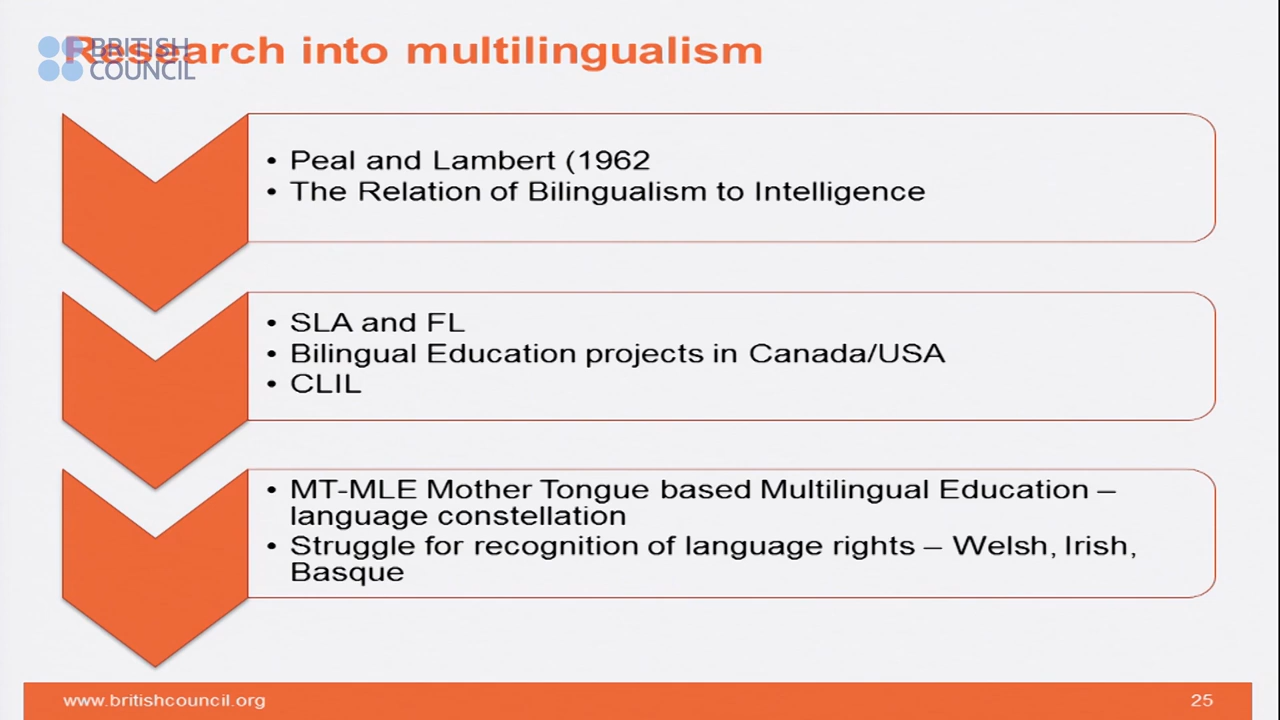 BRITISH
COUNCIL
Research into multilingualism
• Peal and Lambert (1962
• The Relation of Bilingualism to Intelligence
• SLA and FL
• Bilingual Education projects in Canada/USA
• CLIL
• MT-MLE Mother Tongue based Multilingual Education –
language constellation
• Struggle for recognition of language rights – Welsh, Irish,
Basque
www.britishcouncil.org
25